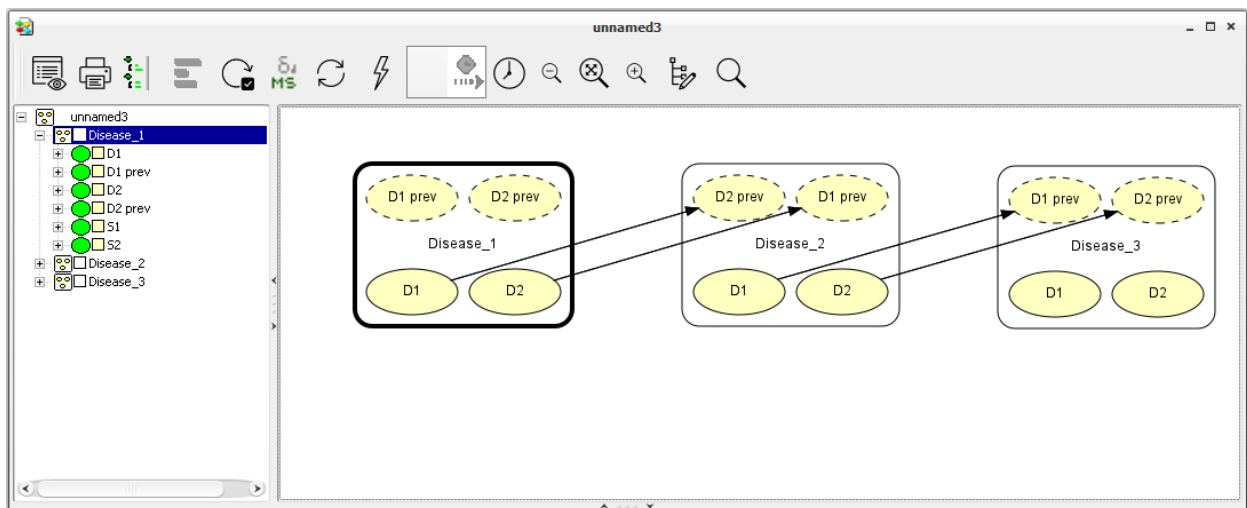 unnamed3
δ
MS
unnamed3
Disease_1
D1
D1 prev
D2
D2 prev
S1
S2
Disease_2
Disease_3
D1 prev D2 prev
Disease_1
D1 D2
D2 prev D1 prev
Disease_2
D1 D2
D1 prev D2 prev
Disease_3
D1 D2